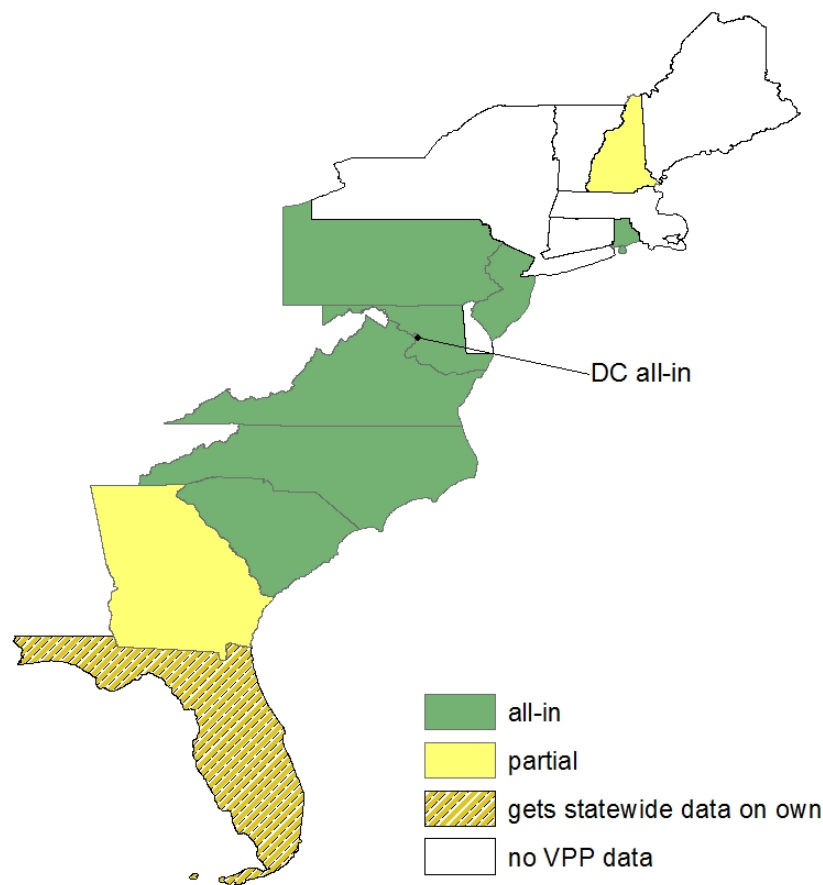 DC all-in
all-in
partial
gets statewide data on own
no VPP data